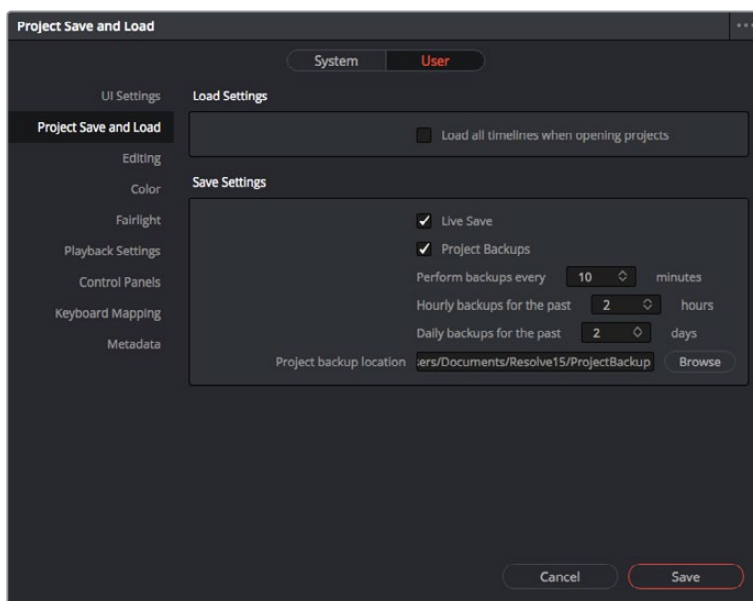 Project Save and Load
System
User
UI Settings
Project Save and Load
Editing
Color
Fairlight
Playback Settings
Control Panels
Keyboard Mapping
Metadata
Load Settings
Load all timelines when opening projects
Save Settings
Live Save
Project Backups
Perform backups every 10 minutes
Hourly backups for the past 2 hours
Daily backups for the past 2 days
Project backup location ers/Documents/Resolve15/ProjectBackup Browse
Cancel
Save